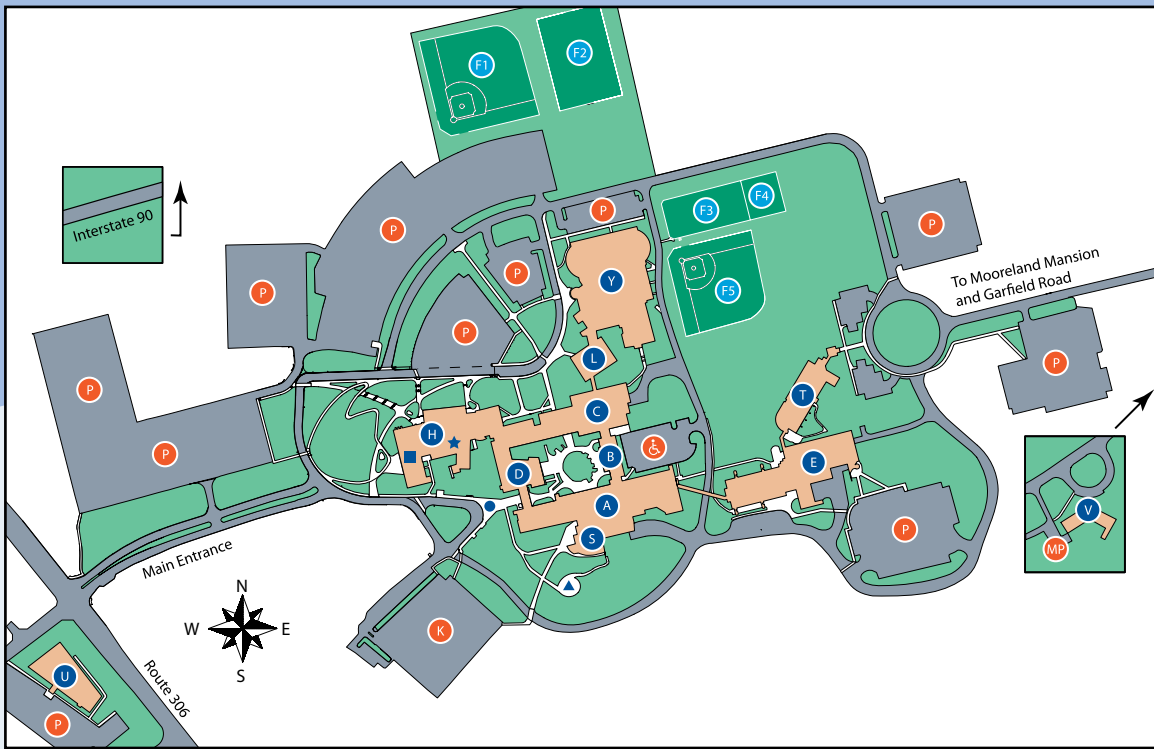 F1
F2
Interstate 90
P
P
F3
F4
P
P
P
To Mooreland Mansion
and Garfield Road
Y
F5
P
P
L
P
P
T
C
H
P
B
E
D
A
V
P
S
MP
Main Entrance
N
W
E
S
K
Route 306
U
P